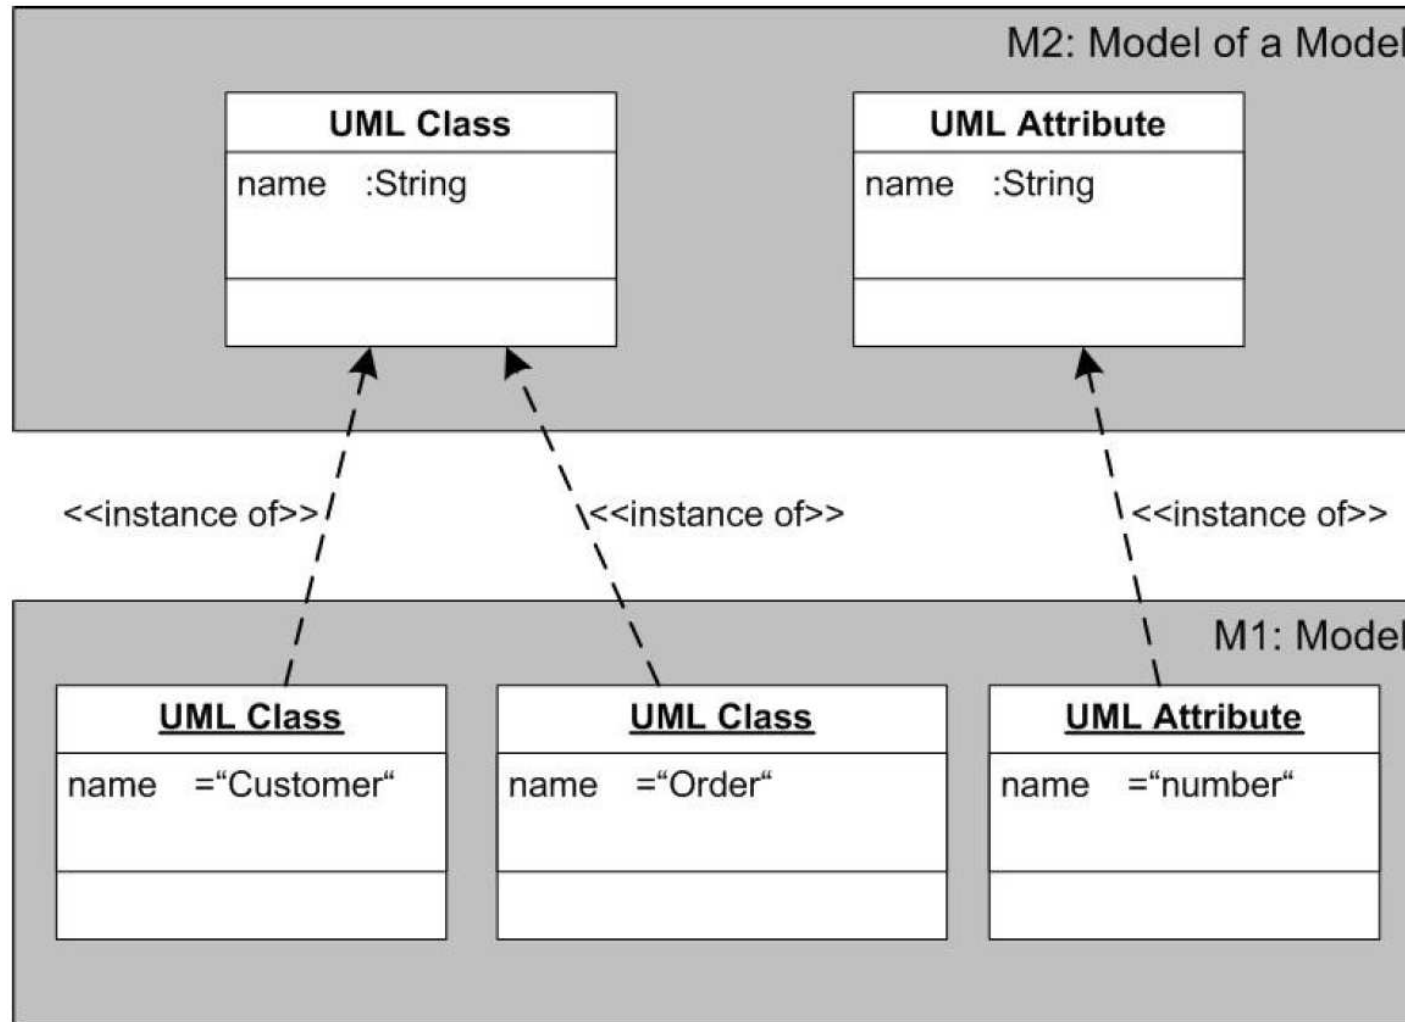 M2: Model of a Model
UML Class
UML Attribute
name :String
name :String
<<instance of>>
<<instance of>>
<<instance of>>
M1: Model
UML Class
UML Class
UML Attribute
name =“Customer“
name =“Order“
name =“number“